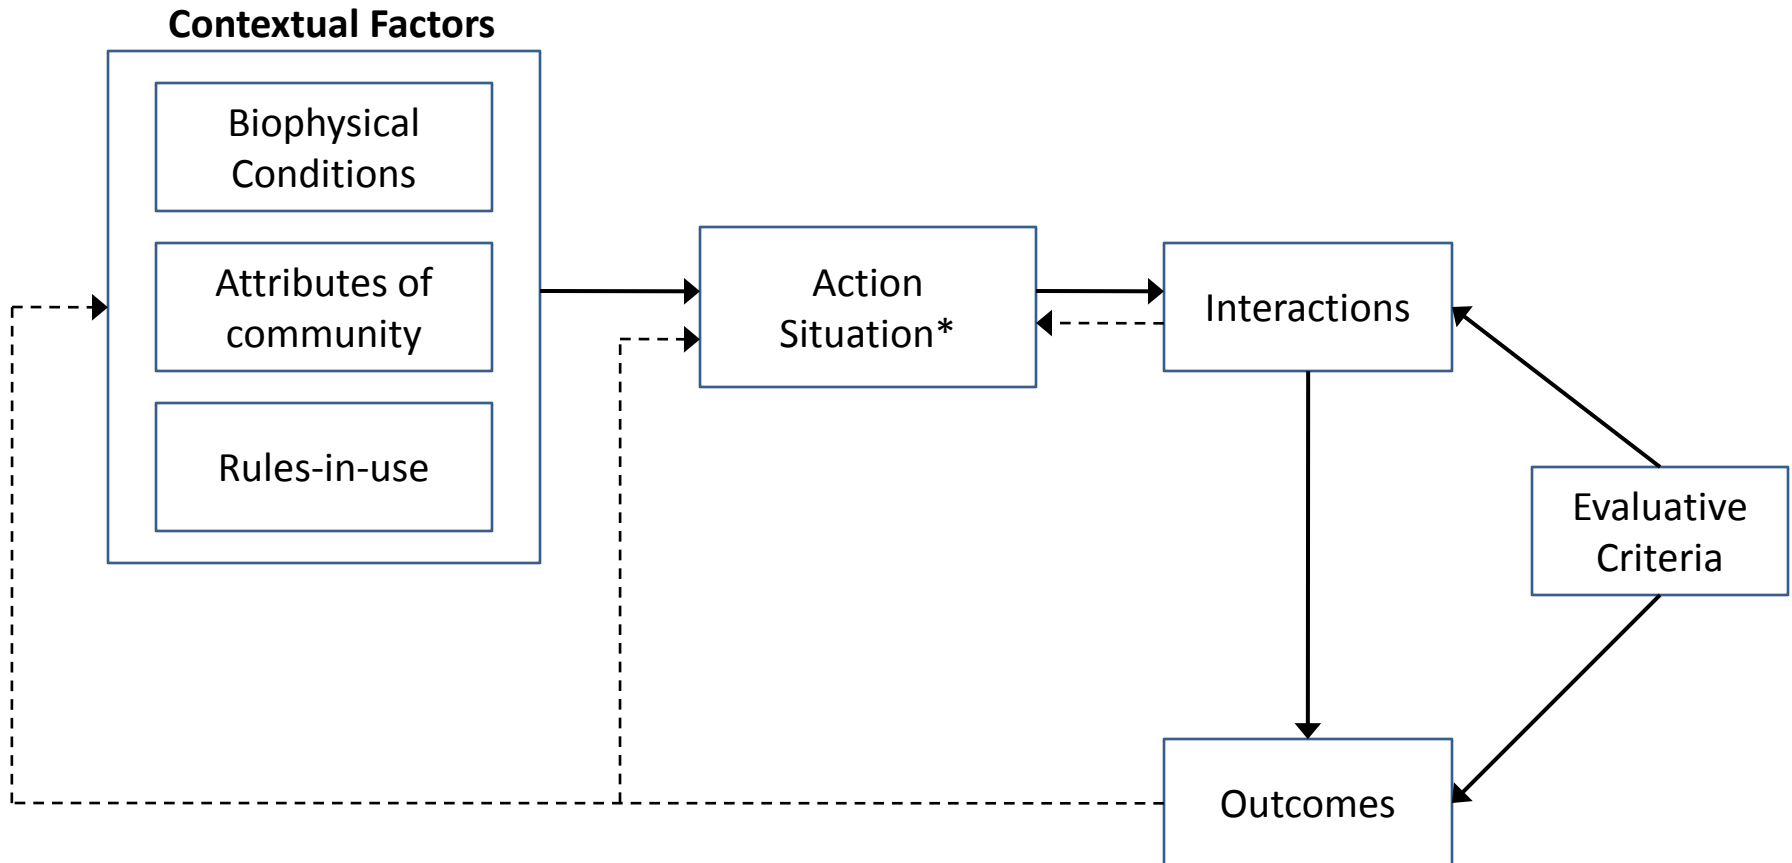 Contextual Factors
Biophysical
Conditions
Attributes of
community
Rules-in-use
Action
Situation*
Interactions
Evaluative
Criteria
Outcomes